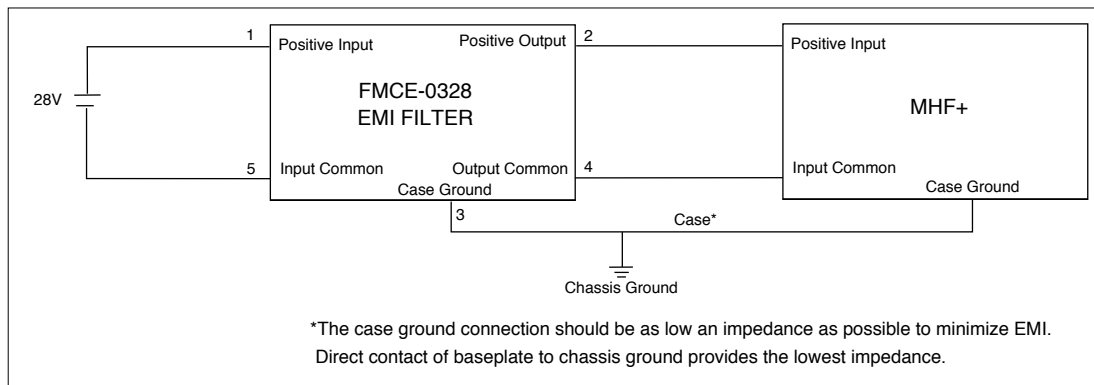 1
Positive Input
Positive Output
2
Positive Input
28V
FMCE-0328
EMI FILTER
MHF+
5
Input Common
Output Common
4
Input Common
Case Ground
Case Ground
3
Case*
Chassis Ground
*The case ground connection should be as low an impedance as possible to minimize EMI.
Direct contact of baseplate to chassis ground provides the lowest impedance.